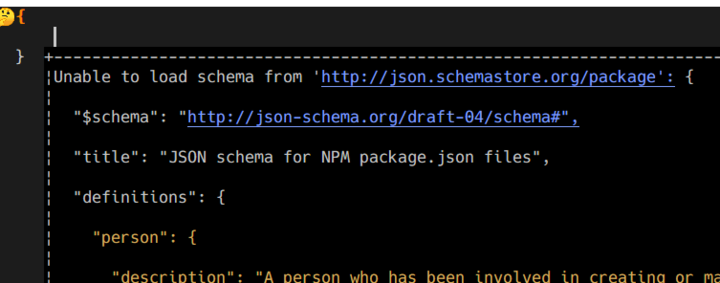 🤔{
}
Unable to load schema from 'http://json.schemastore.org/package': {
"$schema": "http://json-schema.org/draft-04/schema#",
"title": "JSON schema for NPM package.json files",
"definitions": {
"person": {
"description": "A person who has been involved in creating or ma